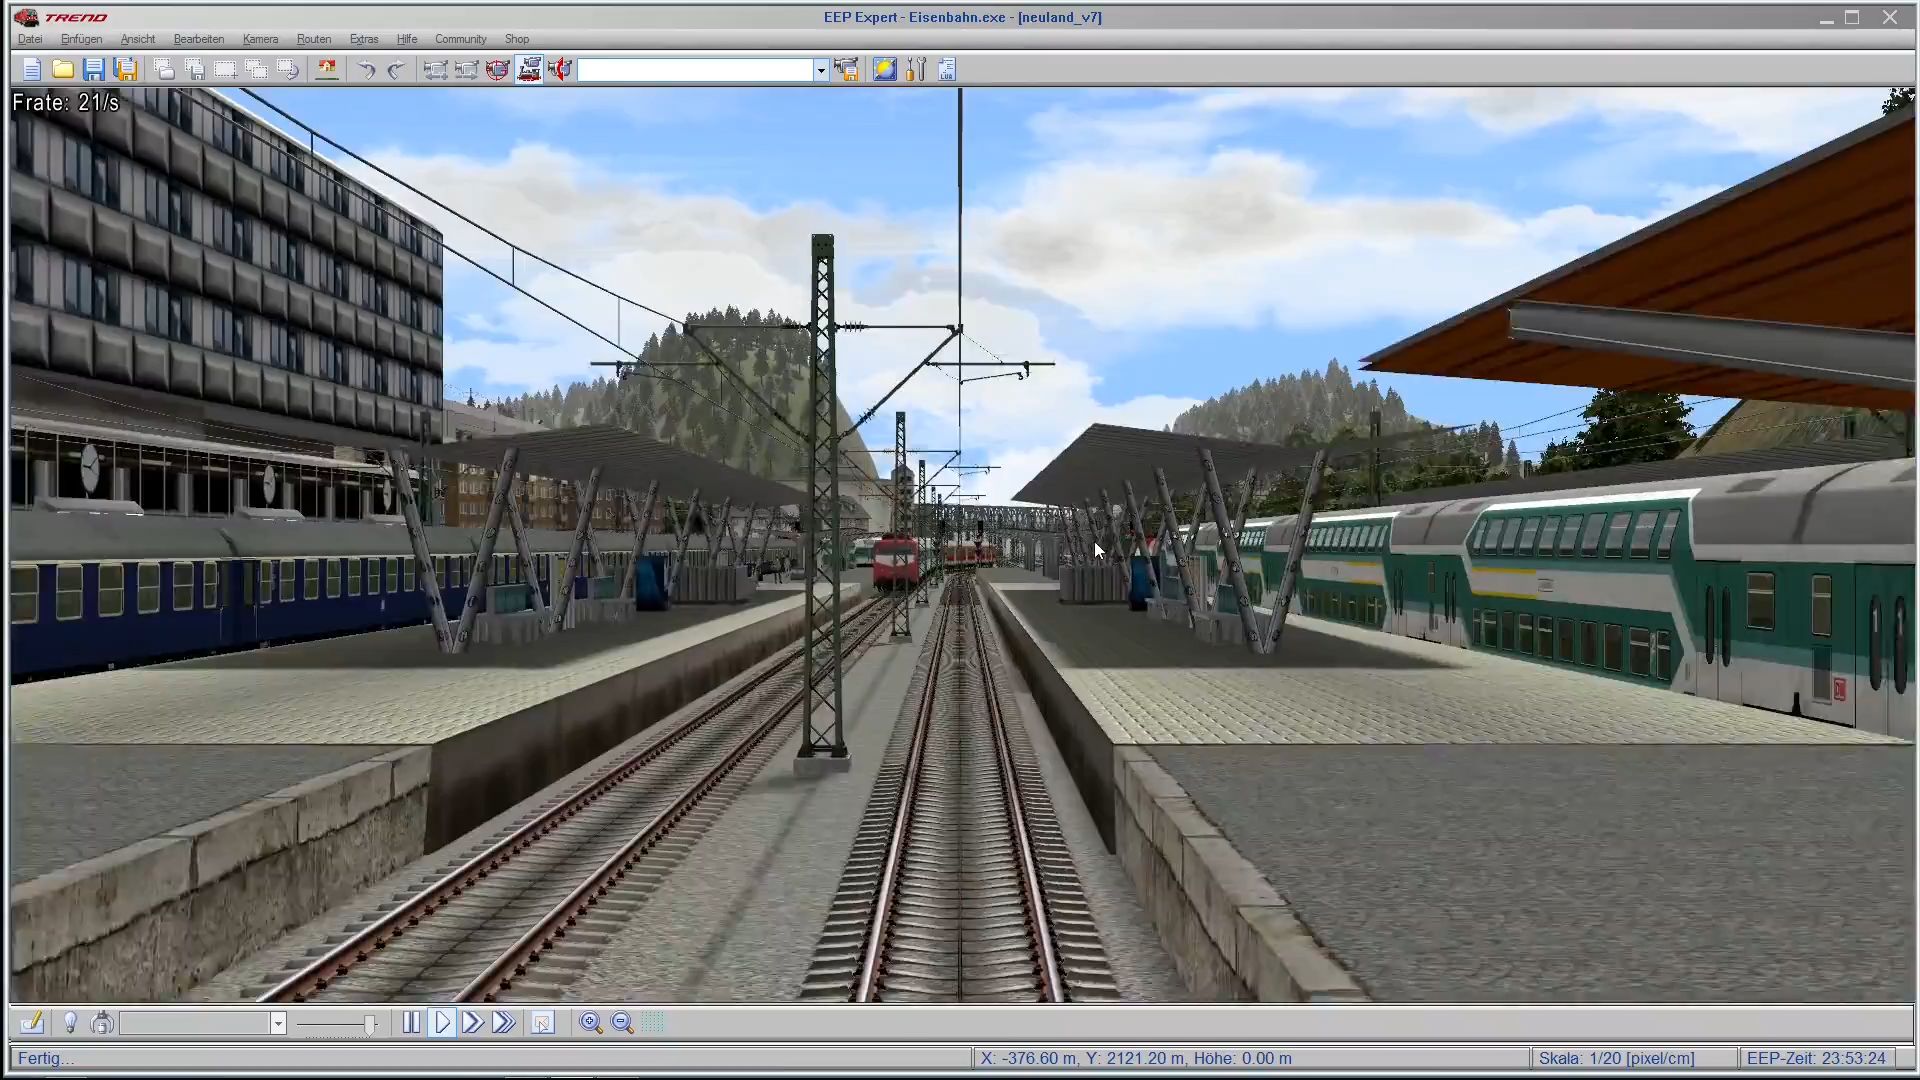 TREND
EEP Expert - Eisenbahn.exe - [neuland_v7]
Datei Einfügen Ansicht Bearbeiten Kamera Routen Extras Hilfe Community Shop
LUA
Frate: 21/s
Fertig...
X: -376.60 m, Y: 2121.20 m, Höhe: 0.00 m
Skala: 1/20 [pixel/cm]
EEP-Zeit: 23:53:24